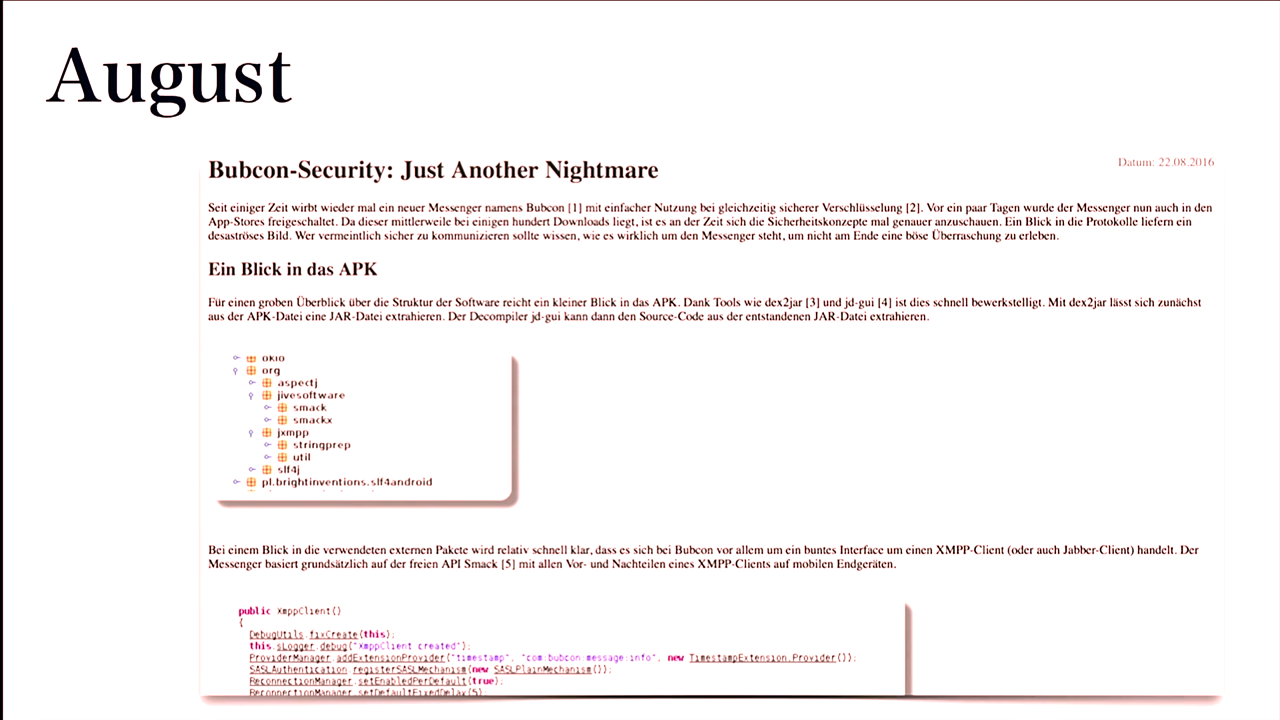 August
Bubcon-Security: Just Another Nightmare
Datum: 22.08.2016
Seit einiger Zeit wirbt wieder mal ein neuer Messenger namens Bubcon [1] mit einfacher Nutzung bei gleichzeitig sicherer Verschlüsselung [2]. Vor ein paar Tagen wurde der Messenger nun auch in den
App-Stores freigeschaltet. Da dieser mittlerweile bei einigen hundert Downloads liegt, ist es an der Zeit sich die Sicherheitskonzepte mal genauer anzuschauen. Ein Blick in die Protokolle liefern ein
desaströses Bild. Wer vermeintlich sicher zu kommunizieren sollte wissen, wie es wirklich um den Messenger steht, um nicht am Ende eine böse Überraschung zu erleben.
Ein Blick in das APK
Für einen groben Überblick über die Struktur der Software reicht ein kleiner Blick in das APK. Dank Tools wie dex2jar [3] und jd-gui [4] ist dies schnell bewerkstelligt. Mit dex2jar lässt sich zunächst
aus der APK-Datei eine JAR-Datei extrahieren. Der Decompiler jd-gui kann dann den Source-Code aus der entstandenen JAR-Datei extrahieren.
okio
org
aspectj
jivesoftware
smack
smackx
jxmpp
stringprep
util
slf4j
pl.brightinventions.slf4android
Bei einem Blick in die verwendeten externen Pakete wird relativ schnell klar, dass es sich bei Bubcon vor allem um ein buntes Interface um einen XMPP-Client (oder auch Jabber-Client) handelt. Der
Messenger basiert grundsätzlich auf der freien API Smack [5] mit allen Vor- und Nachteilen eines XMPP-Clients auf mobilen Endgeräten.
public XmppClient()
{
DebugUtils.fixCreate(this);
this.sLogger.debug("XmppClient created");
ProviderManager.addExtensionProvider("timestamp", "com:bubcon:message:info", new TimestampExtension.Provider());
SASLAuthentication.registerSASLMechanism(new SASLPlainMechanism());
ReconnectionManager.setEnabledPerDefault(true);
ReconnectionManager.setDefaultFixedDelay(5);